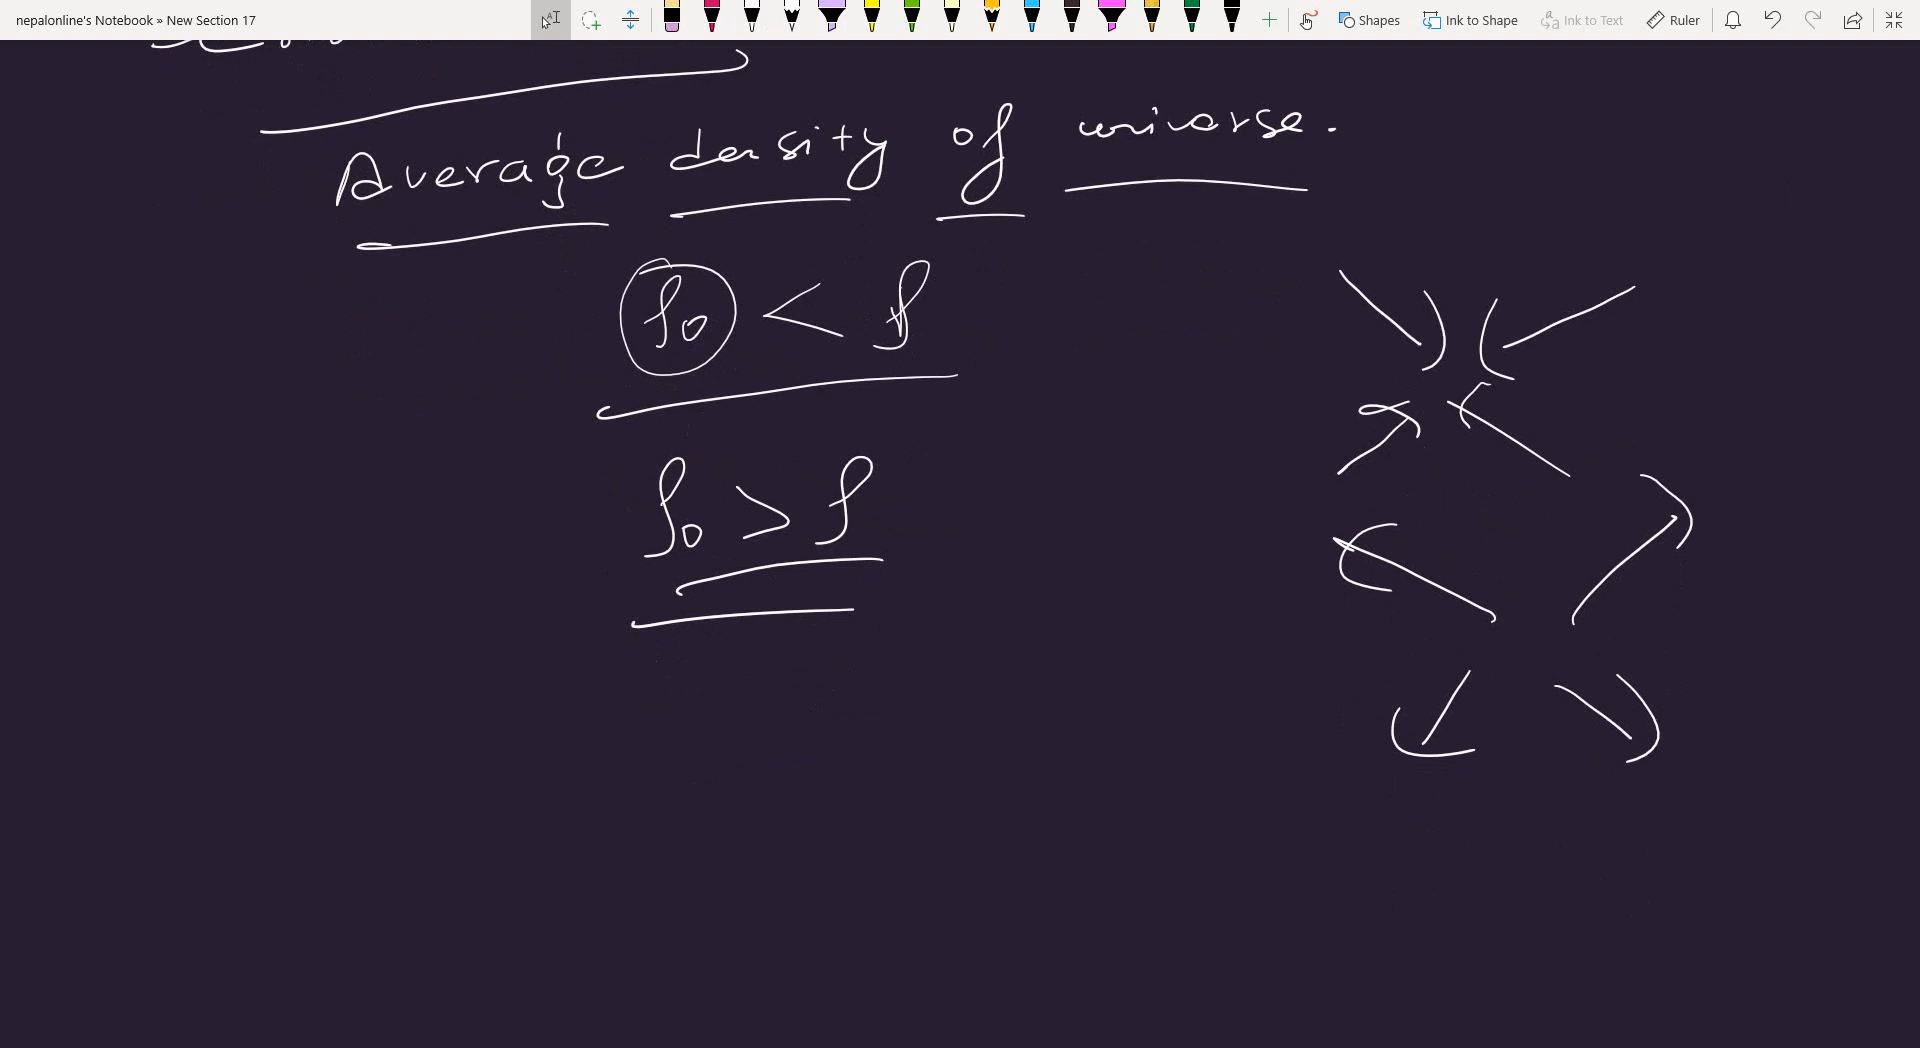 nepalonline's Notebook » New Section 17
Shapes Ink to Shape Ink to Text Ruler
Average density of universe.
ρ₀ < ρ
ρ₀ > ρ